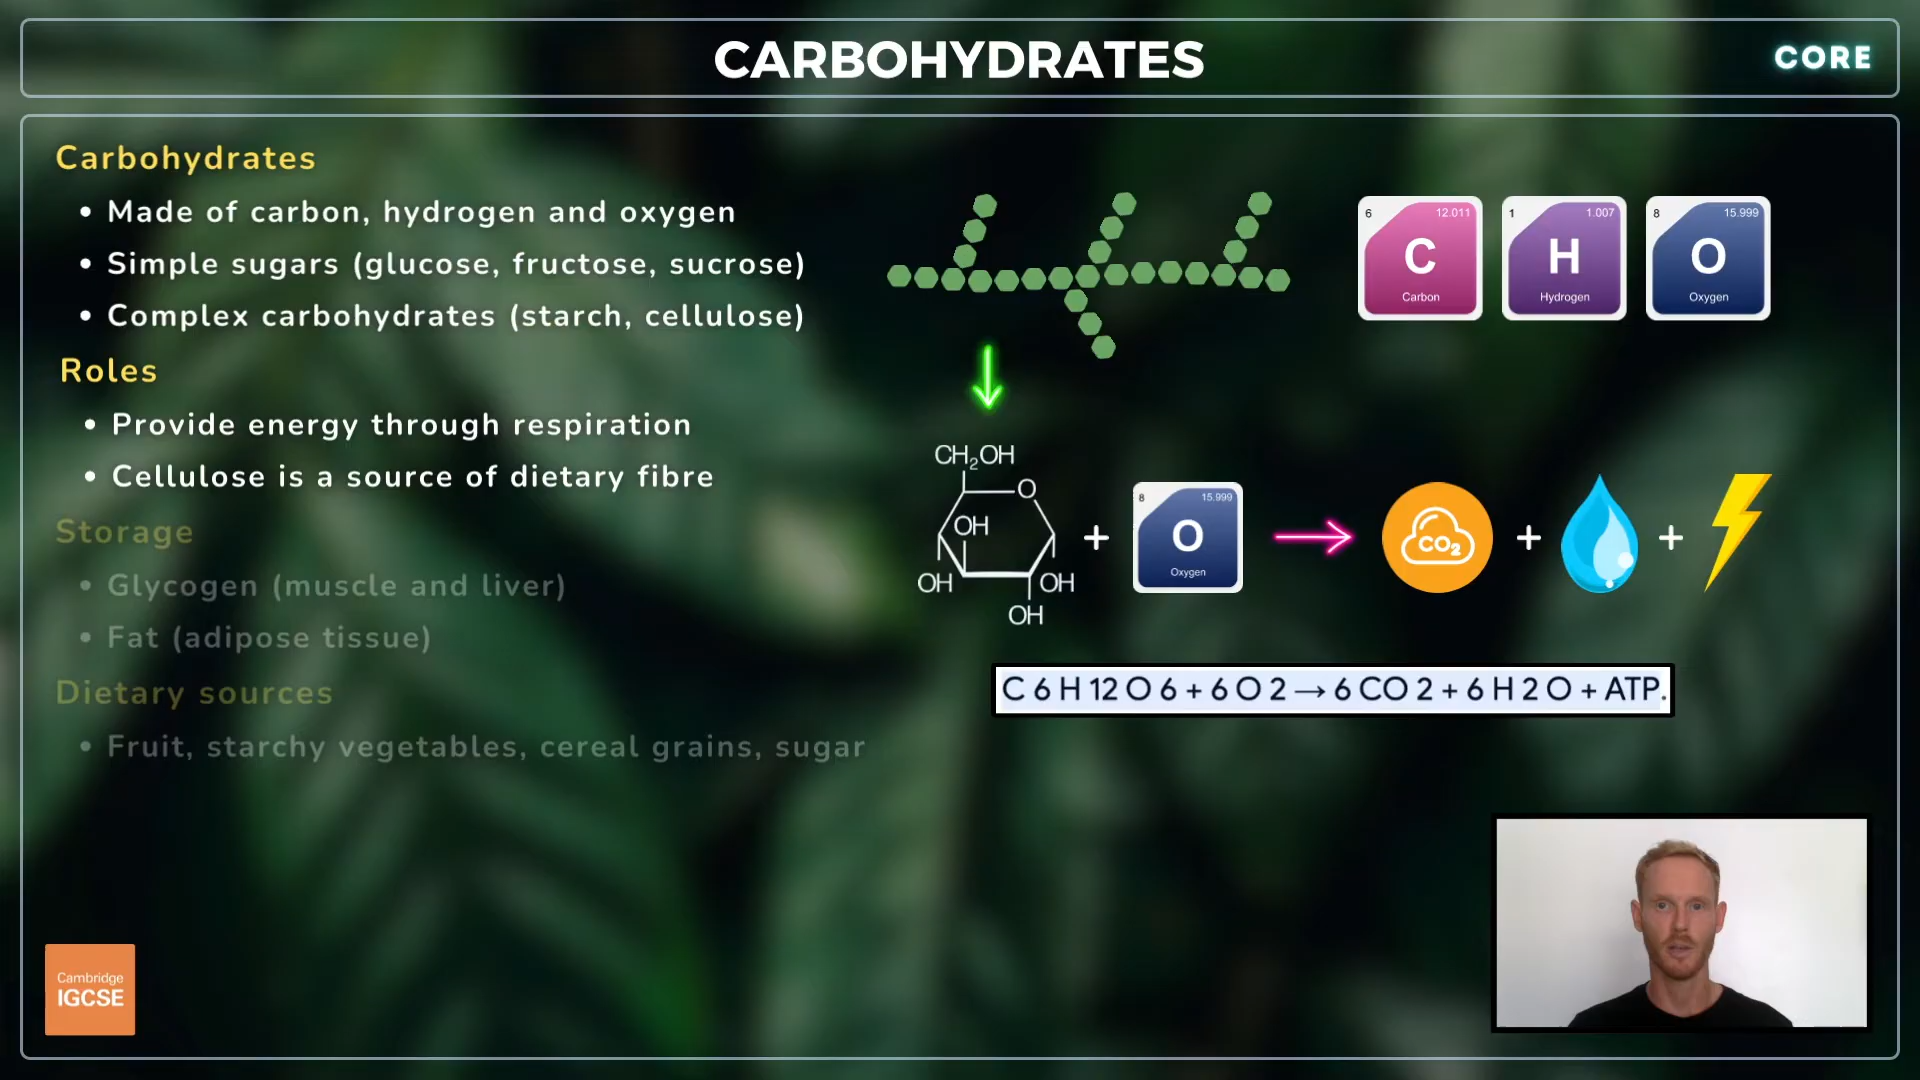 CARBOHYDRATES
CORE
Carbohydrates
• Made of carbon, hydrogen and oxygen
• Simple sugars (glucose, fructose, sucrose)
• Complex carbohydrates (starch, cellulose)
Roles
• Provide energy through respiration
• Cellulose is a source of dietary fibre
Storage
• Glycogen (muscle and liver)
• Fat (adipose tissue)
Dietary sources
• Fruit, starchy vegetables, cereal grains, sugar
6 12.011
C
Carbon
1 1.007
H
Hydrogen
8 15.999
O
Oxygen
CH₂OH
O
OH
OH
OH
OH
+
8 15.999
O
Oxygen
CO₂
+
+
C 6 H 12 O 6 + 6 O 2 → 6 CO 2 + 6 H 2 O + ATP.
Cambridge
IGCSE